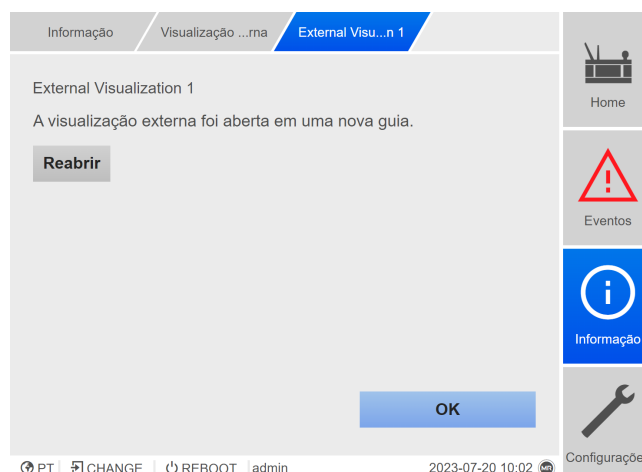 Informação
Visualização ...rna
External Visu...n 1
External Visualization 1
A visualização externa foi aberta em uma nova guia.
Reabrir
OK
PT
CHANGE
REBOOT
admin
2023-07-20 10:02
MR
Home
Eventos
Informação
Configuraçõe